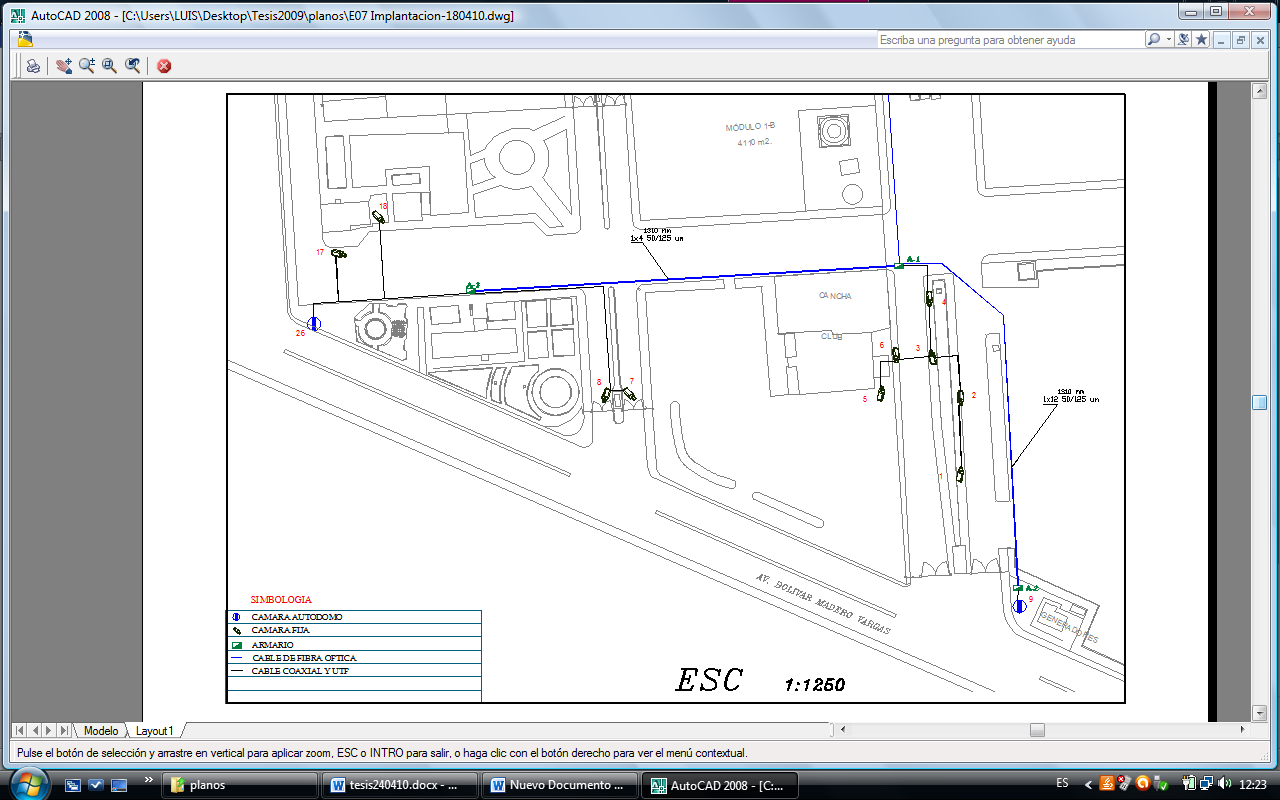 AutoCAD 2008 - [C:\Users\LUIS\Desktop\Tesis2009\planos\E07 Implantacion-180410.dwg]
Escriba una pregunta para obtener ayuda
MÓDULO 1-B
4110 m2.
18
17
1310 nm
1x4 50/125 um
A-1
A-3
CANCHA
4
26
CLUB
6
3
8
7
5
2
1310 nm
1x12 50/125 um
1
AV. BOLIVAR MADERO VARGAS
A-2
9
GENERADORES
SIMBOLOGIA
CAMARA AUTODOMO
CAMARA FIJA
ARMARIO
CABLE DE FIBRA OPTICA
CABLE COAXIAL Y UTP
ESC 1:1250
Modelo
Layout1
Pulse el botón de selección y arrastre en vertical para aplicar zoom, ESC o INTRO para salir, o haga clic con el botón derecho para ver el menú contextual.
planos
tesis240410.docx - ...
Nuevo Documento ...
AutoCAD 2008 - [C:...
ES
12:23